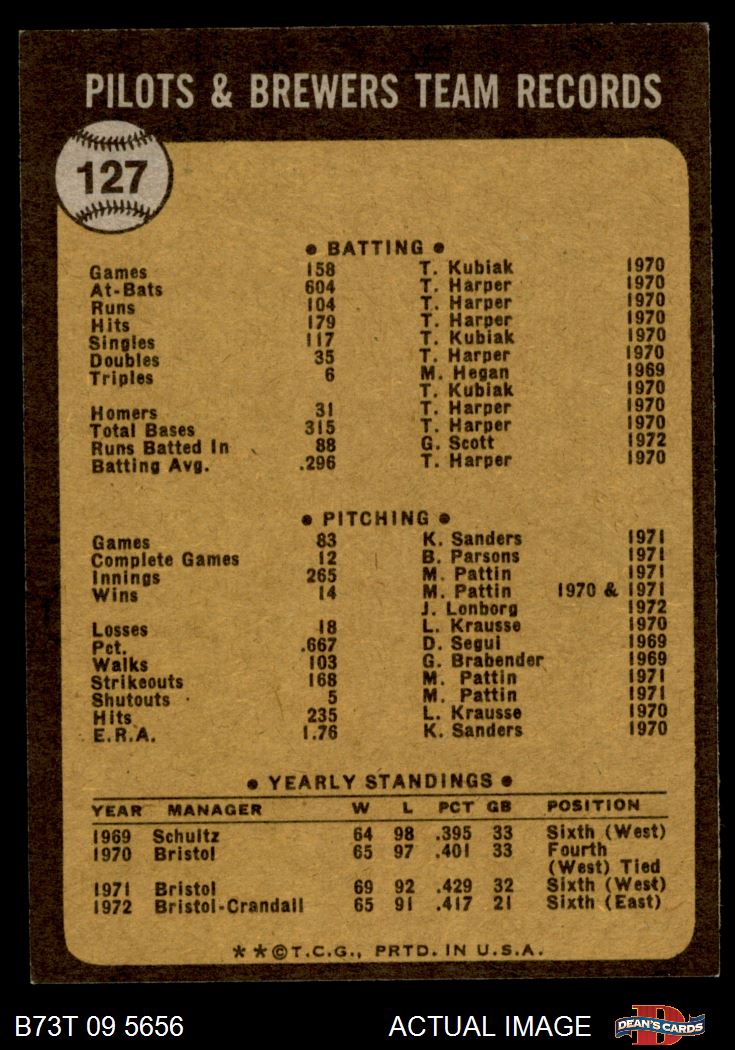 PILOTS & BREWERS TEAM RECORDS
127
• BATTING •
Games 158 T. Kubiak 1970
At-Bats 604 T. Harper 1970
Runs 104 T. Harper 1970
Hits 179 T. Harper 1970
Singles 117 T. Kubiak 1970
Doubles 35 T. Harper 1970
Triples 6 M. Hegan 1969
T. Kubiak 1970
Homers 31 T. Harper 1970
Total Bases 315 T. Harper 1970
Runs Batted In 88 G. Scott 1972
Batting Avg. .296 T. Harper 1970
• PITCHING •
Games 83 K. Sanders 1971
Complete Games 12 B. Parsons 1971
Innings 265 M. Pattin 1971
Wins 14 M. Pattin 1970 & 1971
J. Lonborg 1972
Losses 18 L. Krausse 1970
Pct. .667 D. Segui 1969
Walks 103 G. Brabender 1969
Strikeouts 168 M. Pattin 1971
Shutouts 5 M. Pattin 1971
Hits 235 L. Krausse 1970
E.R.A. 1.76 K. Sanders 1970
• YEARLY STANDINGS •
YEAR MANAGER W L PCT GB POSITION
1969 Schultz 64 98 .395 33 Sixth (West)
1970 Bristol 65 97 .401 33 Fourth
(West) Tied
1971 Bristol 69 92 .429 32 Sixth (West)
1972 Bristol-Crandall 65 91 .417 21 Sixth (East)
* *©T.C.G., PRTD. IN U.S.A.
B73T 09 5656 ACTUAL IMAGE DEAN'S CARDS